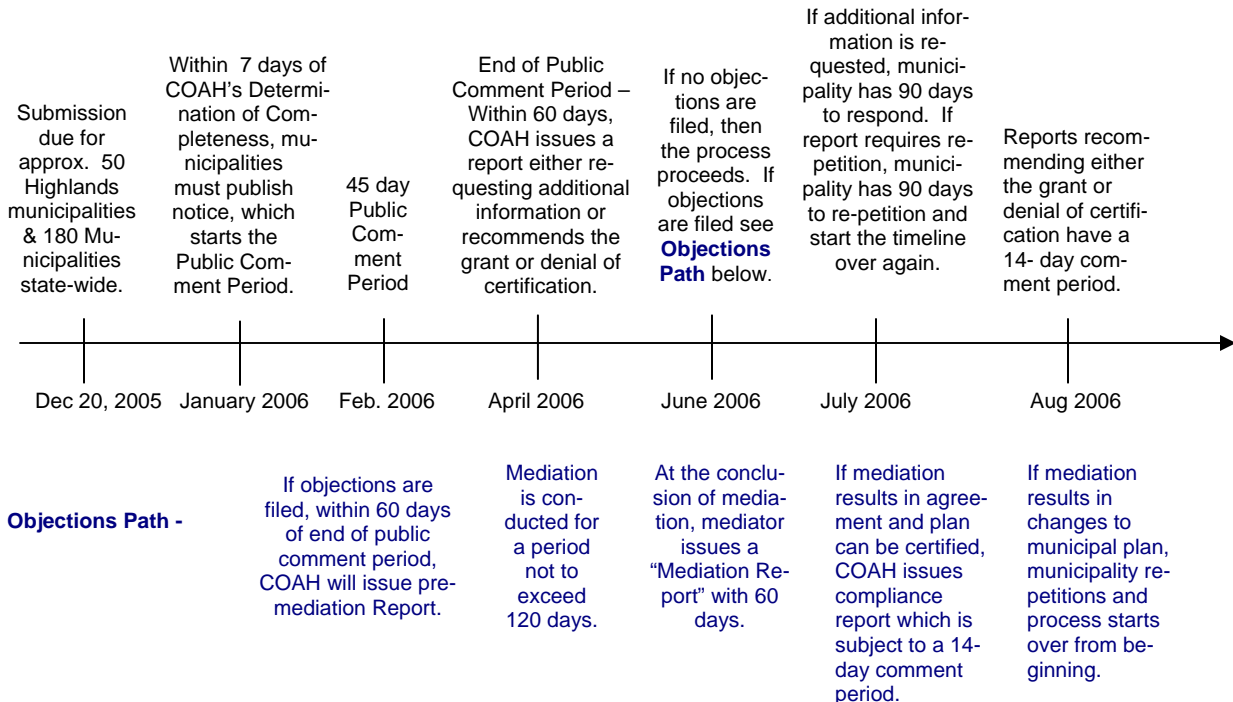 Submission
due for
approx.  50
Highlands
municipalities
& 180 Mu-
nicipalities
state-wide.
Within  7 days of
COAH's Determi-
nation of Com-
pleteness, mu-
nicipalities
must publish
notice, which
starts the
Public Com-
ment Period.
45 day
Public
Com-
ment
Period
End of Public
Comment Period –
Within 60 days,
COAH issues a
report either re-
questing additional
information or
recommends the
grant or denial of
certification.
If no objec-
tions are
filed, then
the process
proceeds.  If
objections
are filed see
Objections
Path below.
If additional infor-
mation is re-
quested, munici-
pality has 90 days
to respond.  If
report requires re-
petition, munici-
pality has 90 days
to re-petition and
start the timeline
over again.
Reports recom-
mending either
the grant or
denial of certifi-
cation have a
14- day com-
ment period.
Dec 20, 2005
January 2006
Feb. 2006
April 2006
June 2006
July 2006
Aug 2006
Objections Path -
If objections are
filed, within 60 days
of end of public
comment period,
COAH will issue pre-
mediation Report.
Mediation
is con-
ducted for
a period
not to
exceed
120 days.
At the conclu-
sion of media-
tion, mediator
issues a
“Mediation Re-
port” with 60
days.
If mediation
results in agree-
ment and plan
can be certified,
COAH issues
compliance
report which is
subject to a 14-
day comment
period.
If mediation
results in
changes to
municipal plan,
municipality re-
petitions and
process starts
over from be-
ginning.